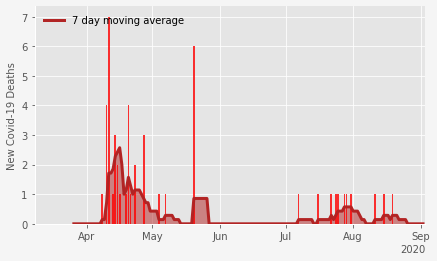 7 day moving average
New Covid-19 Deaths
7
6
5
4
3
2
1
0
Apr
May
Jun
Jul
Aug
Sep
2020